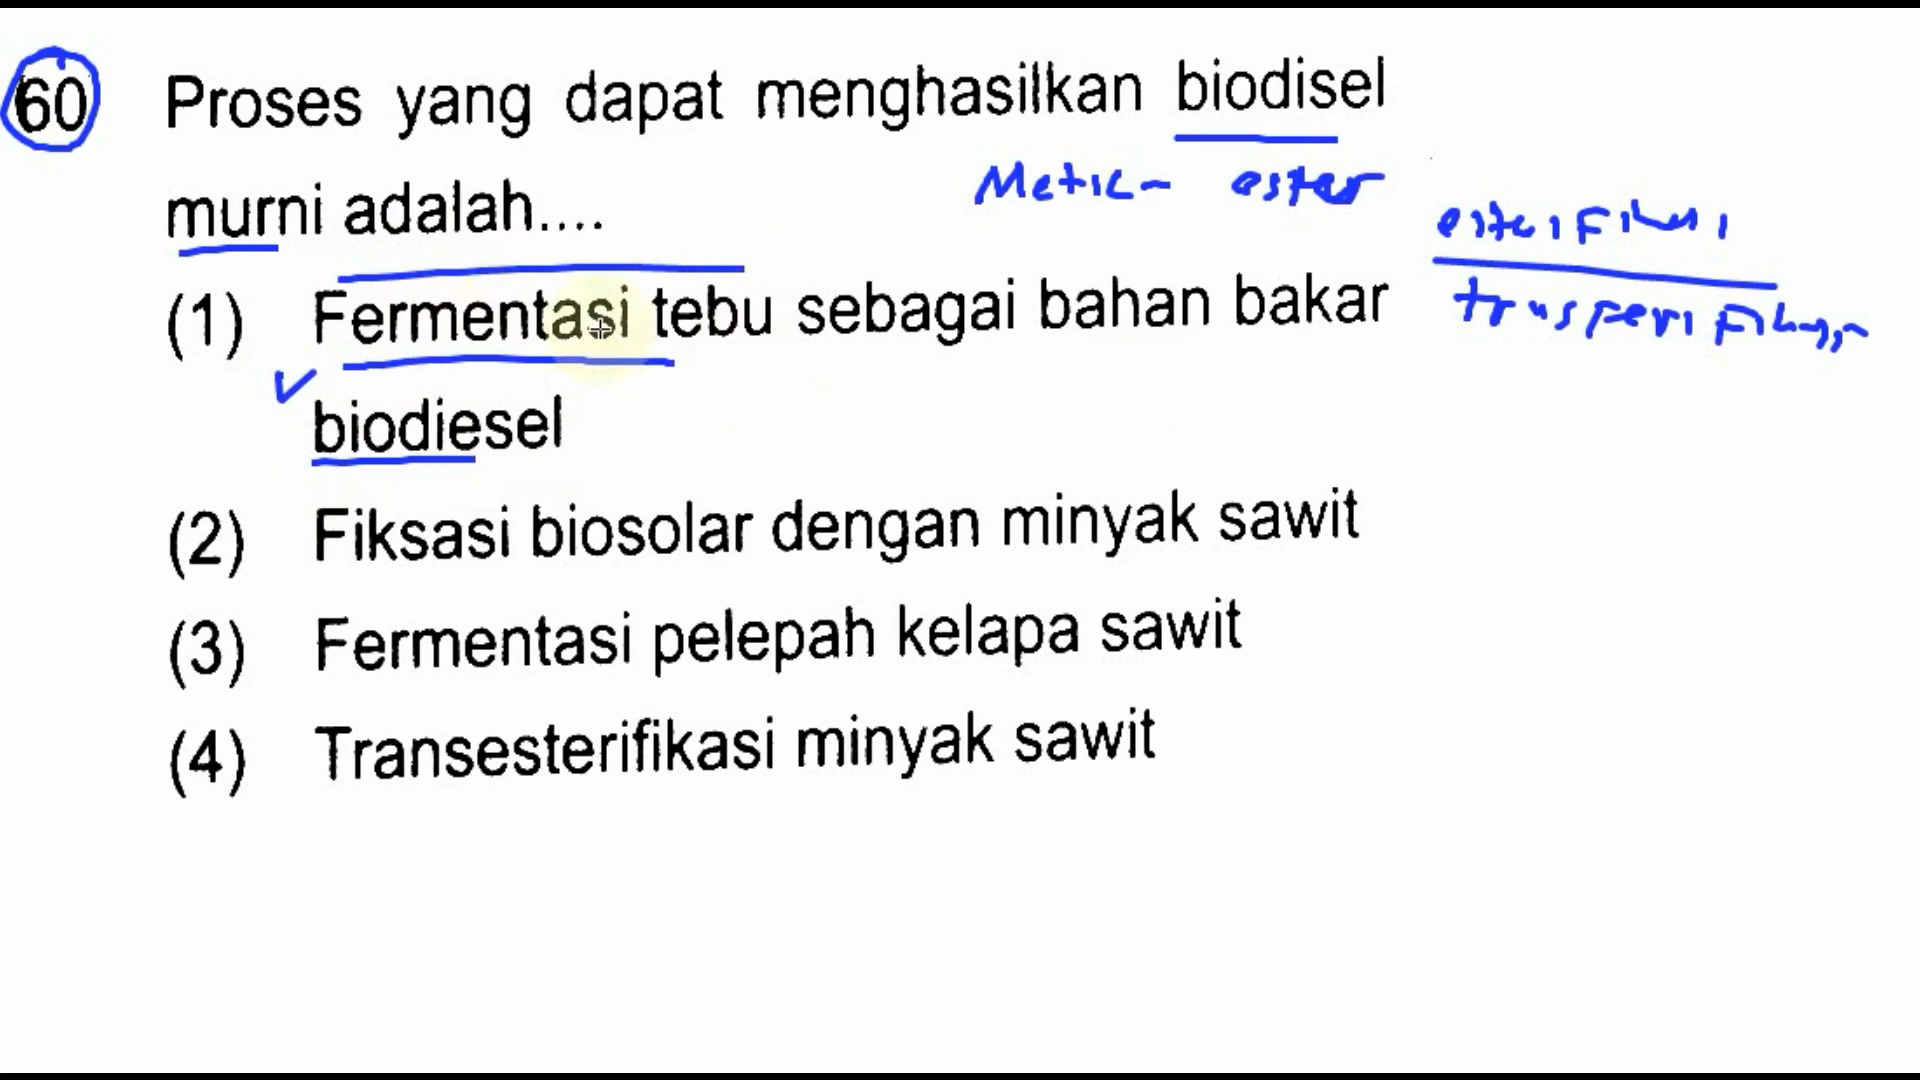 60 Proses yang dapat menghasilkan biodisel
Metil- ester
murni adalah....
esterifikasi
(1) Fermentasi tebu sebagai bahan bakar
biodiesel
(2) Fiksasi biosolar dengan minyak sawit
(3) Fermentasi pelepah kelapa sawit
(4) Transesterifikasi minyak sawit